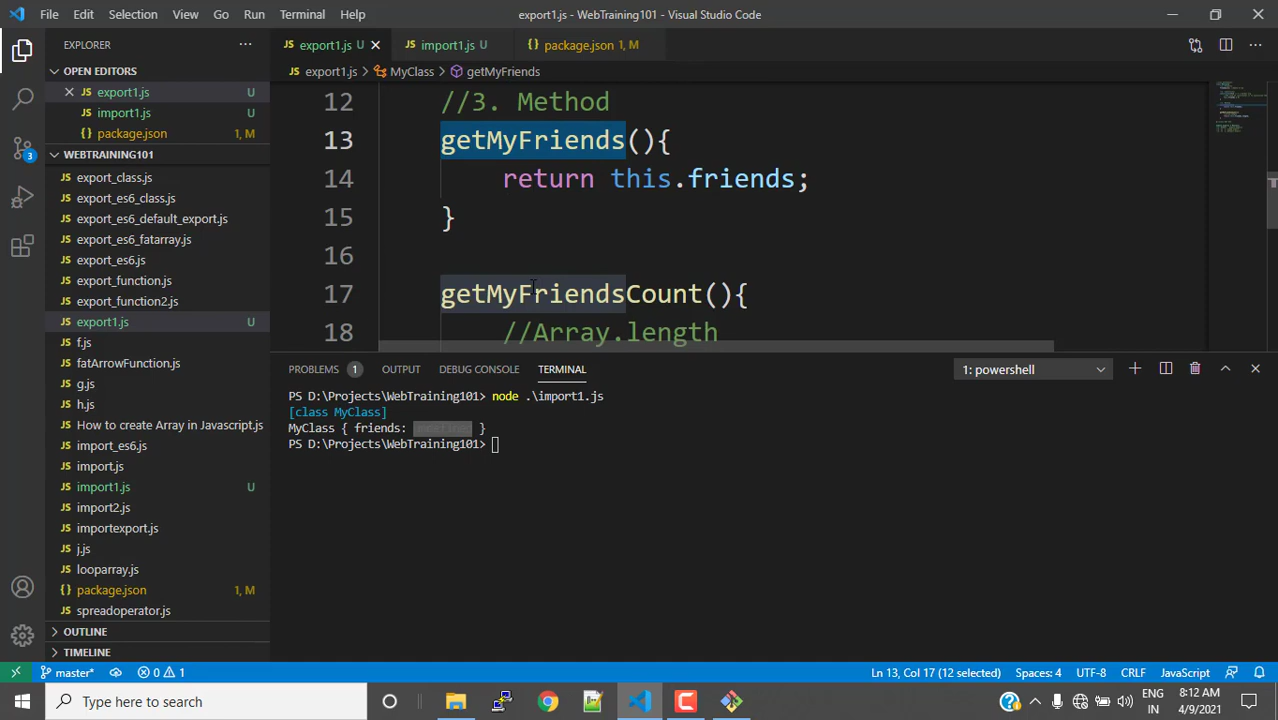 File Edit Selection View Go Run Terminal Help
export1.js - WebTraining101 - Visual Studio Code
EXPLORER
OPEN EDITORS
export1.js U
import1.js U
package.json 1, M
WEBTRAINING101
export_class.js
export_es6_class.js
export_es6_default_export.js
export_es6_fatarray.js
export_es6.js
export_function.js
export_function2.js
export1.js U
f.js
fatArrowFunction.js
g.js
h.js
How to create Array in Javascript.js
import_es6.js
import.js
import1.js U
import2.js
importexport.js
j.js
looparray.js
package.json 1, M
spreadoperator.js
OUTLINE
TIMELINE
export1.js U import1.js U package.json 1, M
export1.js > MyClass > getMyFriends
12 //3. Method
13 getMyFriends(){
14 return this.friends;
15 }
16
17 getMyFriendsCount(){
18 //Array.length
PROBLEMS 1 OUTPUT DEBUG CONSOLE TERMINAL 1: powershell
PS D:\Projects\WebTraining101> node .\import1.js
[class MyClass]
MyClass { friends: undefined }
PS D:\Projects\WebTraining101>
master* 0 1 Ln 13, Col 17 (12 selected) Spaces: 4 UTF-8 CRLF JavaScript
Type here to search
ENG
IN
8:12 AM
4/9/2021